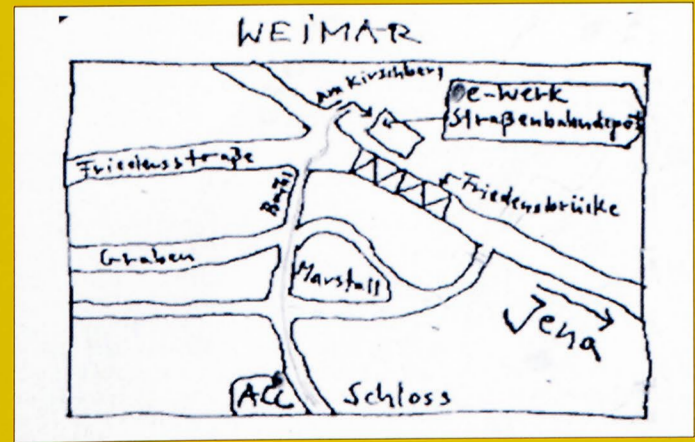 WEiMAR
Am Kirschberg
e-werk
Straßenbahndepot
Friedensstraße
Friedensbrücke
Graben
Marstall
Jena
ACC
Schloss